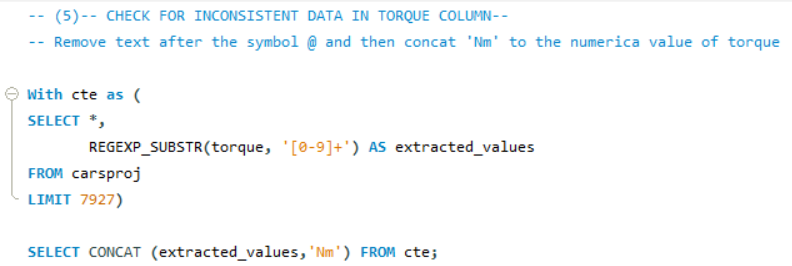 -- (5)-- CHECK FOR INCONSISTENT DATA IN TORQUE COLUMN--
-- Remove text after the symbol @ and then concat 'Nm' to the numerica value of torque
With cte as (
SELECT *,
REGEXP_SUBSTR(torque, '[0-9]+') AS extracted_values
FROM carsproj
LIMIT 7927)
SELECT CONCAT (extracted_values,'Nm') FROM cte;